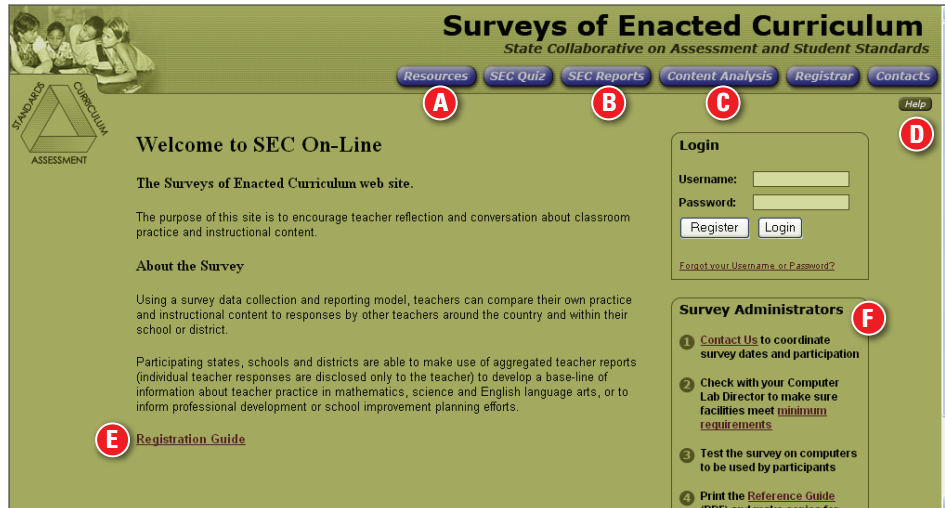 Surveys of Enacted Curriculum
State Collaborative on Assessment and Student Standards
Resources SEC Quiz SEC Reports Content Analysis Registrar Contacts
A B C
Help
D
STANDARDS CURRICULUM
ASSESSMENT
Welcome to SEC On-Line
The Surveys of Enacted Curriculum web site.
The purpose of this site is to encourage teacher reflection and conversation about classroom
practice and instructional content.
About the Survey
Using a survey data collection and reporting model, teachers can compare their own practice
and instructional content to responses by other teachers around the country and within their
school or district.
Participating states, schools and districts are able to make use of aggregated teacher reports
(individual teacher responses are disclosed only to the teacher) to develop a base-line of
information about teacher practice in mathematics, science and English language arts, or to
inform professional development or school improvement planning efforts.
E Registration Guide
Login
Username:
Password:
Register Login
Forgot your Username or Password?
Survey Administrators F
1 Contact Us to coordinate
survey dates and participation
2 Check with your Computer
Lab Director to make sure
facilities meet minimum
requirements
3 Test the survey on computers
to be used by participants
4 Print the Reference Guide
(PDF) and make copies for